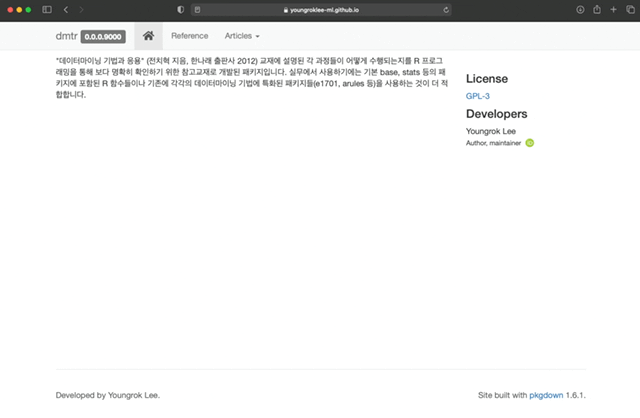 youngroklee-ml.github.io
dmtr 0.0.0.9000 Reference Articles
"데이터마이닝 기법과 응용" (전치혁 지음, 한나래 출판사 2012) 교재에 설명된 각 과정들이 어떻게 수행되는지를 R 프로그
래밍을 통해 보다 명확히 확인하기 위한 참고교재로 개발된 패키지입니다. 실무에서 사용하기에는 기본 base, stats 등의 패
키지에 포함된 R 함수들이나 기존에 각각의 데이터마이닝 기법에 특화된 패키지들(e1701, arules 등)을 사용하는 것이 더 적
합합니다.
License
GPL-3
Developers
Youngrok Lee
Author, maintainer iD
Developed by Youngrok Lee.
Site built with pkgdown 1.6.1.